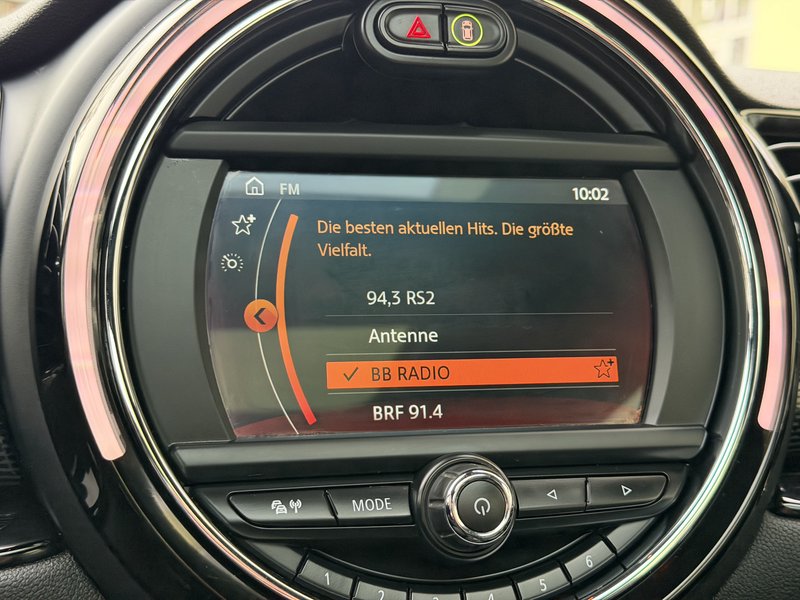 FM
10:02
Die besten aktuellen Hits. Die größte
Vielfalt.
94,3 RS2
Antenne
BB RADIO
BRF 91.4
MODE
1
2
3
4
5
6